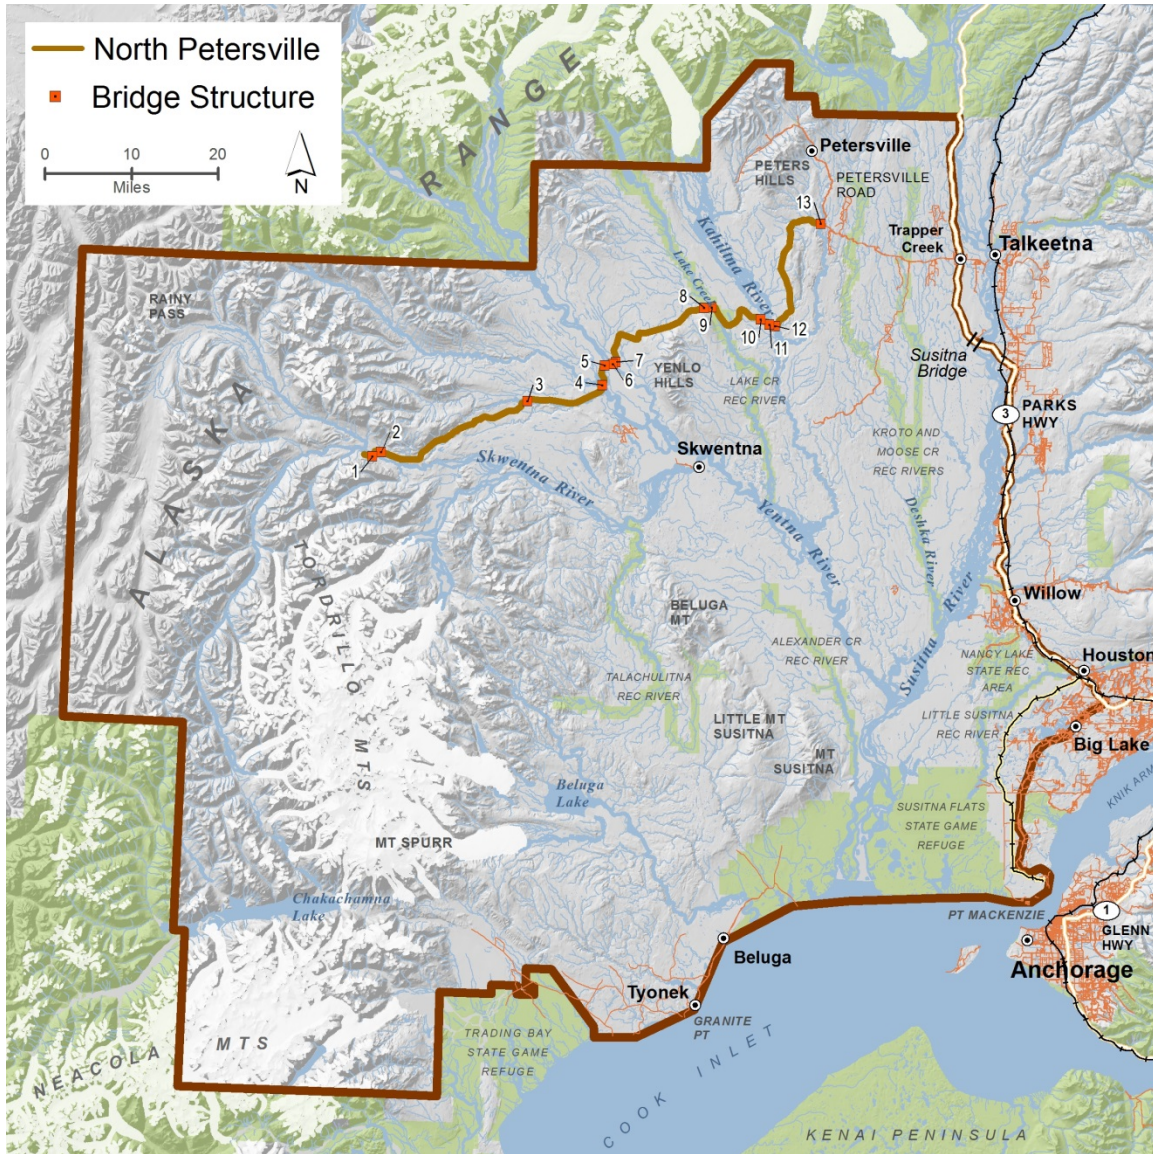 North Petersville
Bridge Structure
0 10 20
Miles
N
RANGE
Petersville
PETERS
HILLS
PETERSVILLE
ROAD
13
Kahiltna River
Trapper
Creek
Talkeetna
Lake Creek
RAINY
PASS
8
9
10
11
12
Susitna
Bridge
5
7
6
4
3
YENLO
HILLS
LAKE CR
REC RIVER
3
PARKS
HWY
ALASKA
2
1
Skwentna
KROTO AND
MOOSE CR
REC RIVERS
Skwentna River
Yentna River
Deshka River
TORDRILLO
MTS
Willow
BELUGA
MT
ALEXANDER CR
REC RIVER
Susitna River
NANCY LAKE
STATE REC
AREA
Houston
TALACHULITNA
REC RIVER
LITTLE MT
SUSITNA
LITTLE SUSITNA
REC RIVER
Big Lake
MT
SUSITNA
KNIK ARM
Beluga
Lake
SUSITNA FLATS
STATE GAME
REFUGE
MT SPURR
Chakachamna
Lake
PT MACKENZIE
1
GLENN
HWY
Beluga
Anchorage
Tyonek
GRANITE
PT
TRADING BAY
STATE GAME
REFUGE
NEACOLA MTS
COOK INLET
KENAI PENINSULA